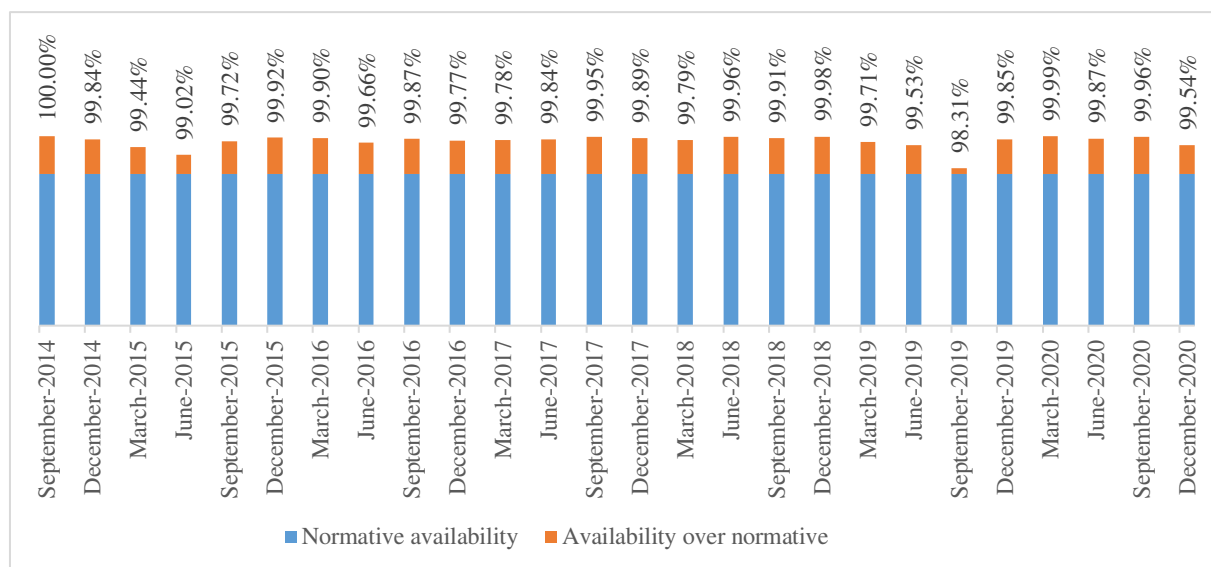 100.00%
99.84%
99.44%
99.02%
99.72%
99.92%
99.90%
99.66%
99.87%
99.77%
99.78%
99.84%
99.95%
99.89%
99.79%
99.96%
99.91%
99.98%
99.71%
99.53%
98.31%
99.85%
99.99%
99.87%
99.96%
99.54%
September-2014
December-2014
March-2015
June-2015
September-2015
December-2015
March-2016
June-2016
September-2016
December-2016
March-2017
June-2017
September-2017
December-2017
March-2018
June-2018
September-2018
December-2018
March-2019
June-2019
September-2019
December-2019
March-2020
June-2020
September-2020
December-2020
Normative availability
Availability over normative